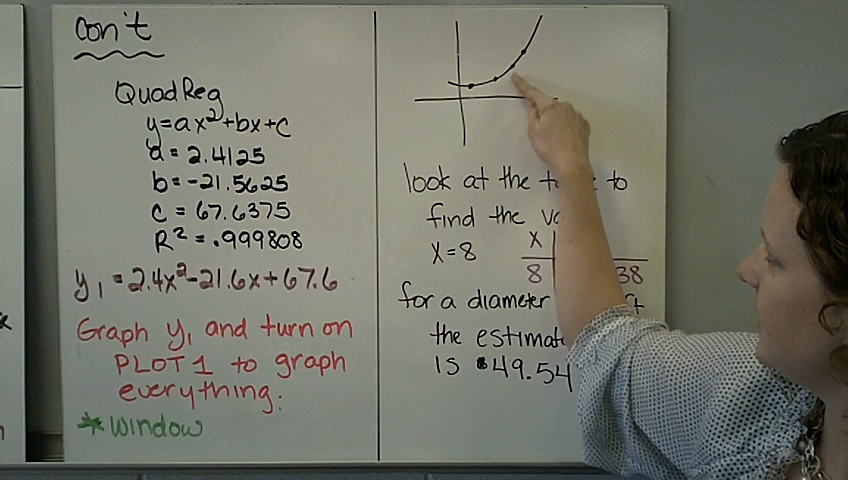 con't
QuadReg
y=ax²+bx+c
a = 2.4125
b = -21.5625
c = 67.6375
R² = .999808
y₁ = 2.4x²-21.6x+67.6
Graph y₁ and turn on
PLOT 1 to graph
everything.
* Window
look at the to
find the
x=8
x
8 38
for a diameter ft
the
is $49.54